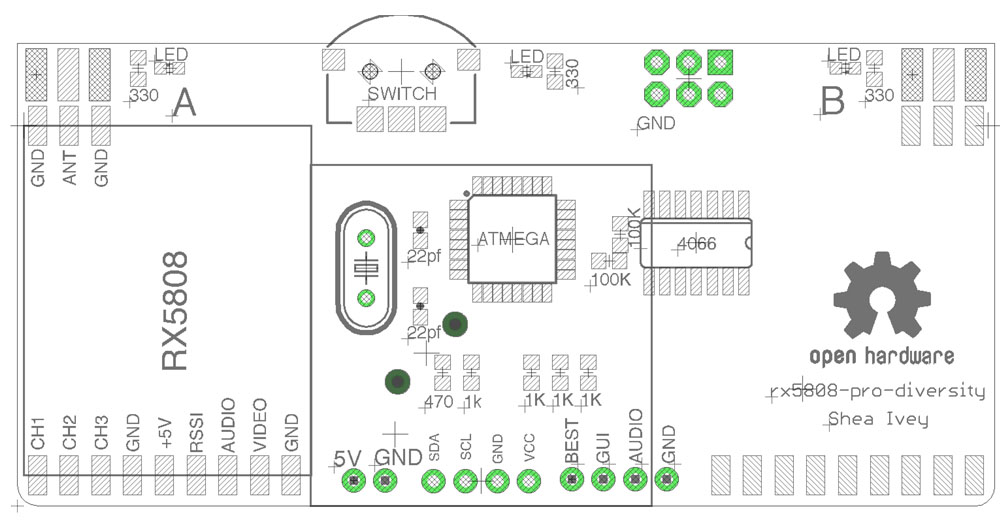 LED
SWITCH
LED
LED
330
A
330
GND
B
330
GND
ANT
GND
RX5808
22pf
22pf
ATMEGA
100K
100K
4066
open hardware
rx5808-pro-diversity
Shea Ivey
470
1k
1K
1K
1K
CH1
CH2
CH3
GND
+5V
RSSI
AUDIO
VIDEO
GND
5V
GND
SDA
SCL
GND
VCC
BEST
GUI
AUDIO
GND